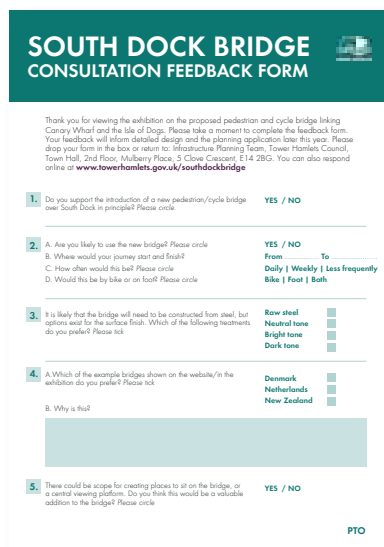 SOUTH DOCK BRIDGE
CONSULTATION FEEDBACK FORM
Thank you for viewing the exhibition on the proposed pedestrian and cycle bridge linking
Canary Wharf and the Isle of Dogs. Please take a moment to complete the feedback form.
Your feedback will inform detailed design and the planning application later this year. Please
drop your form in the box or return to: Infrastructure Planning Team, Tower Hamlets Council,
Town Hall, 2nd Floor, Mulberry Place, 5 Clove Crescent, E14 2BG. You can also respond
online at www.towerhamlets.gov.uk/southdockbridge
1. Do you support the introduction of a new pedestrian/cycle bridge YES / NO
over South Dock in principle? Please circle.
2. A. Are you likely to use the new bridge? Please circle YES / NO
B. Where would your journey start and finish? From To
C. How often would this be? Please circle Daily | Weekly | Less frequently
D. Would this be by bike or on foot? Please circle Bike | Foot | Both
3. It is likely that the bridge will need to be constructed from steel, but Raw steel
options exist for the surface finish. Which of the following treatments Neutral tone
do you prefer? Please tick Bright tone
Dark tone
4. A.Which of the example bridges shown on the website/in the Denmark
exhibition do you prefer? Please tick Netherlands
New Zealand
B. Why is this?
5. There could be scope for creating places to sit on the bridge, or YES / NO
a central viewing platform. Do you think this would be a valuable
addition to the bridge? Please circle
PTO